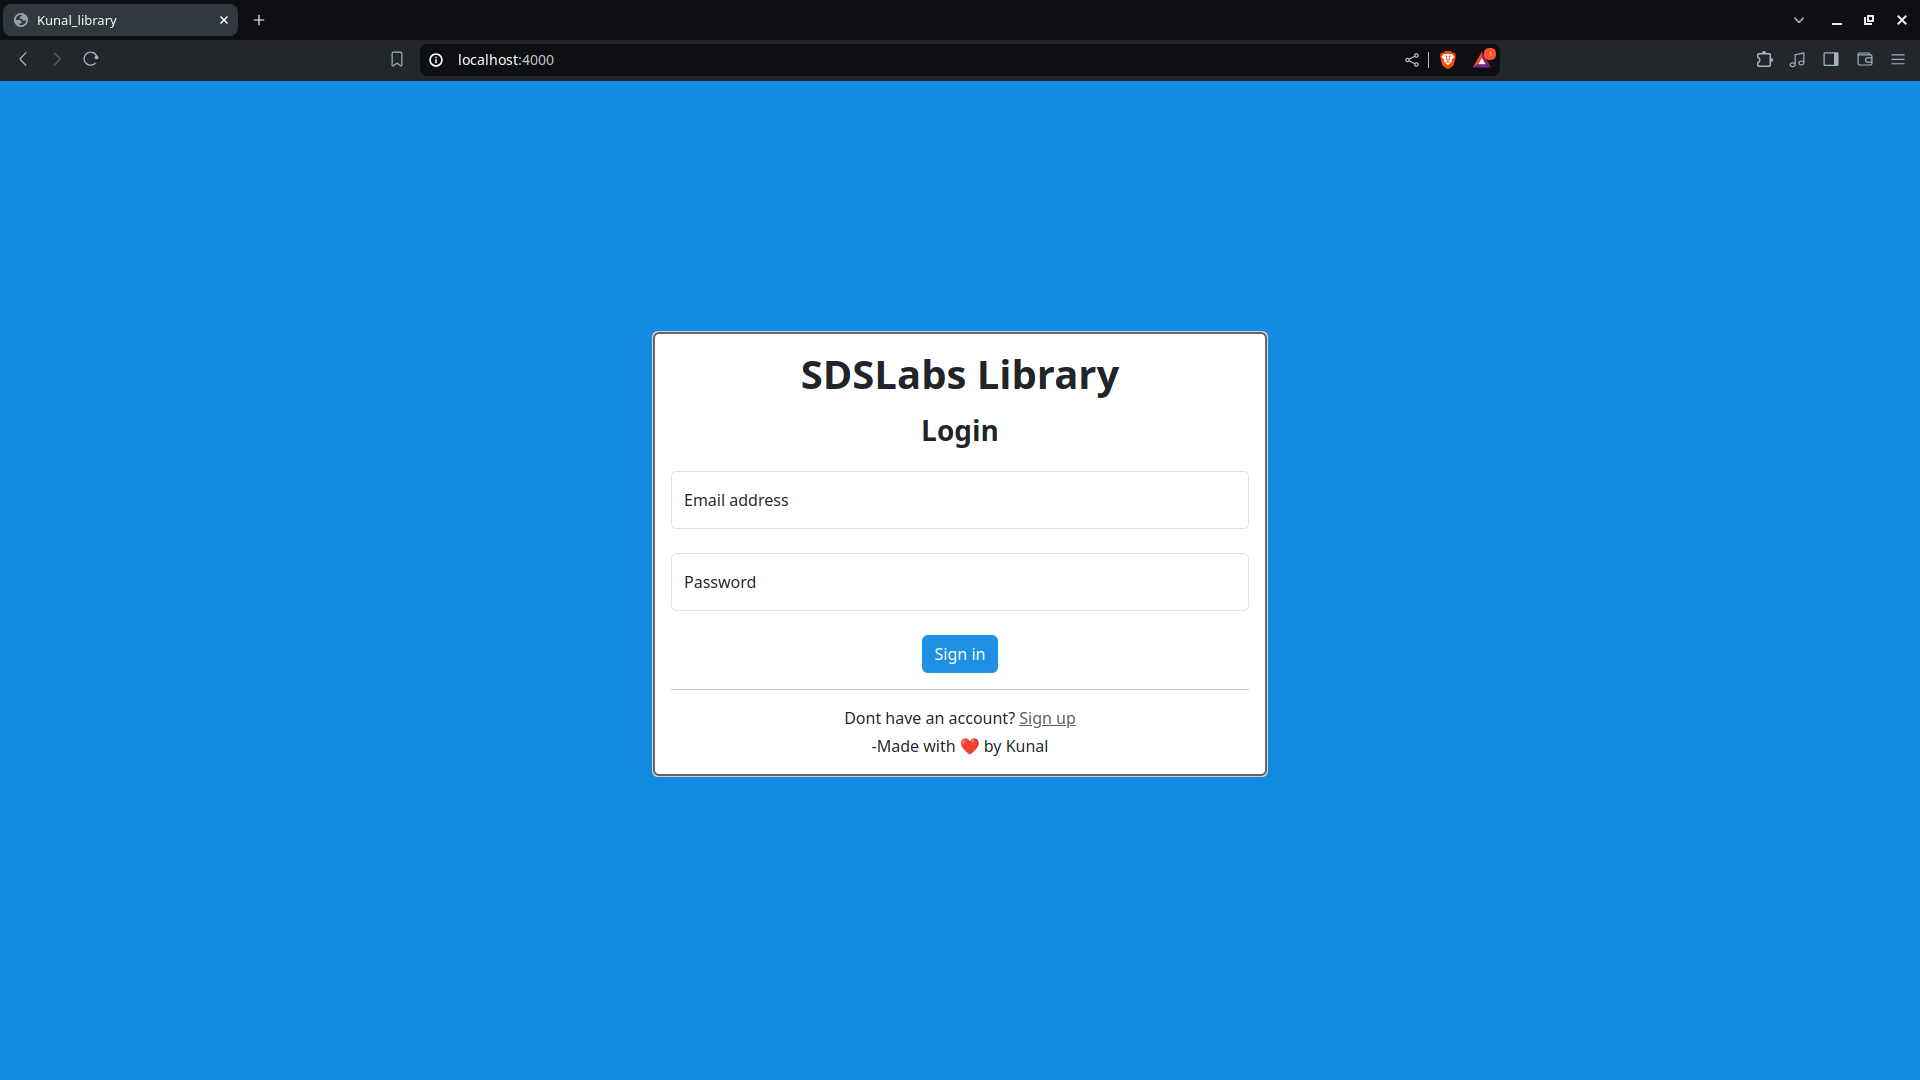 Kunal_library
localhost:4000
SDSLabs Library
Login
Email address
Password
Sign in
Dont have an account? Sign up
-Made with ❤️ by Kunal